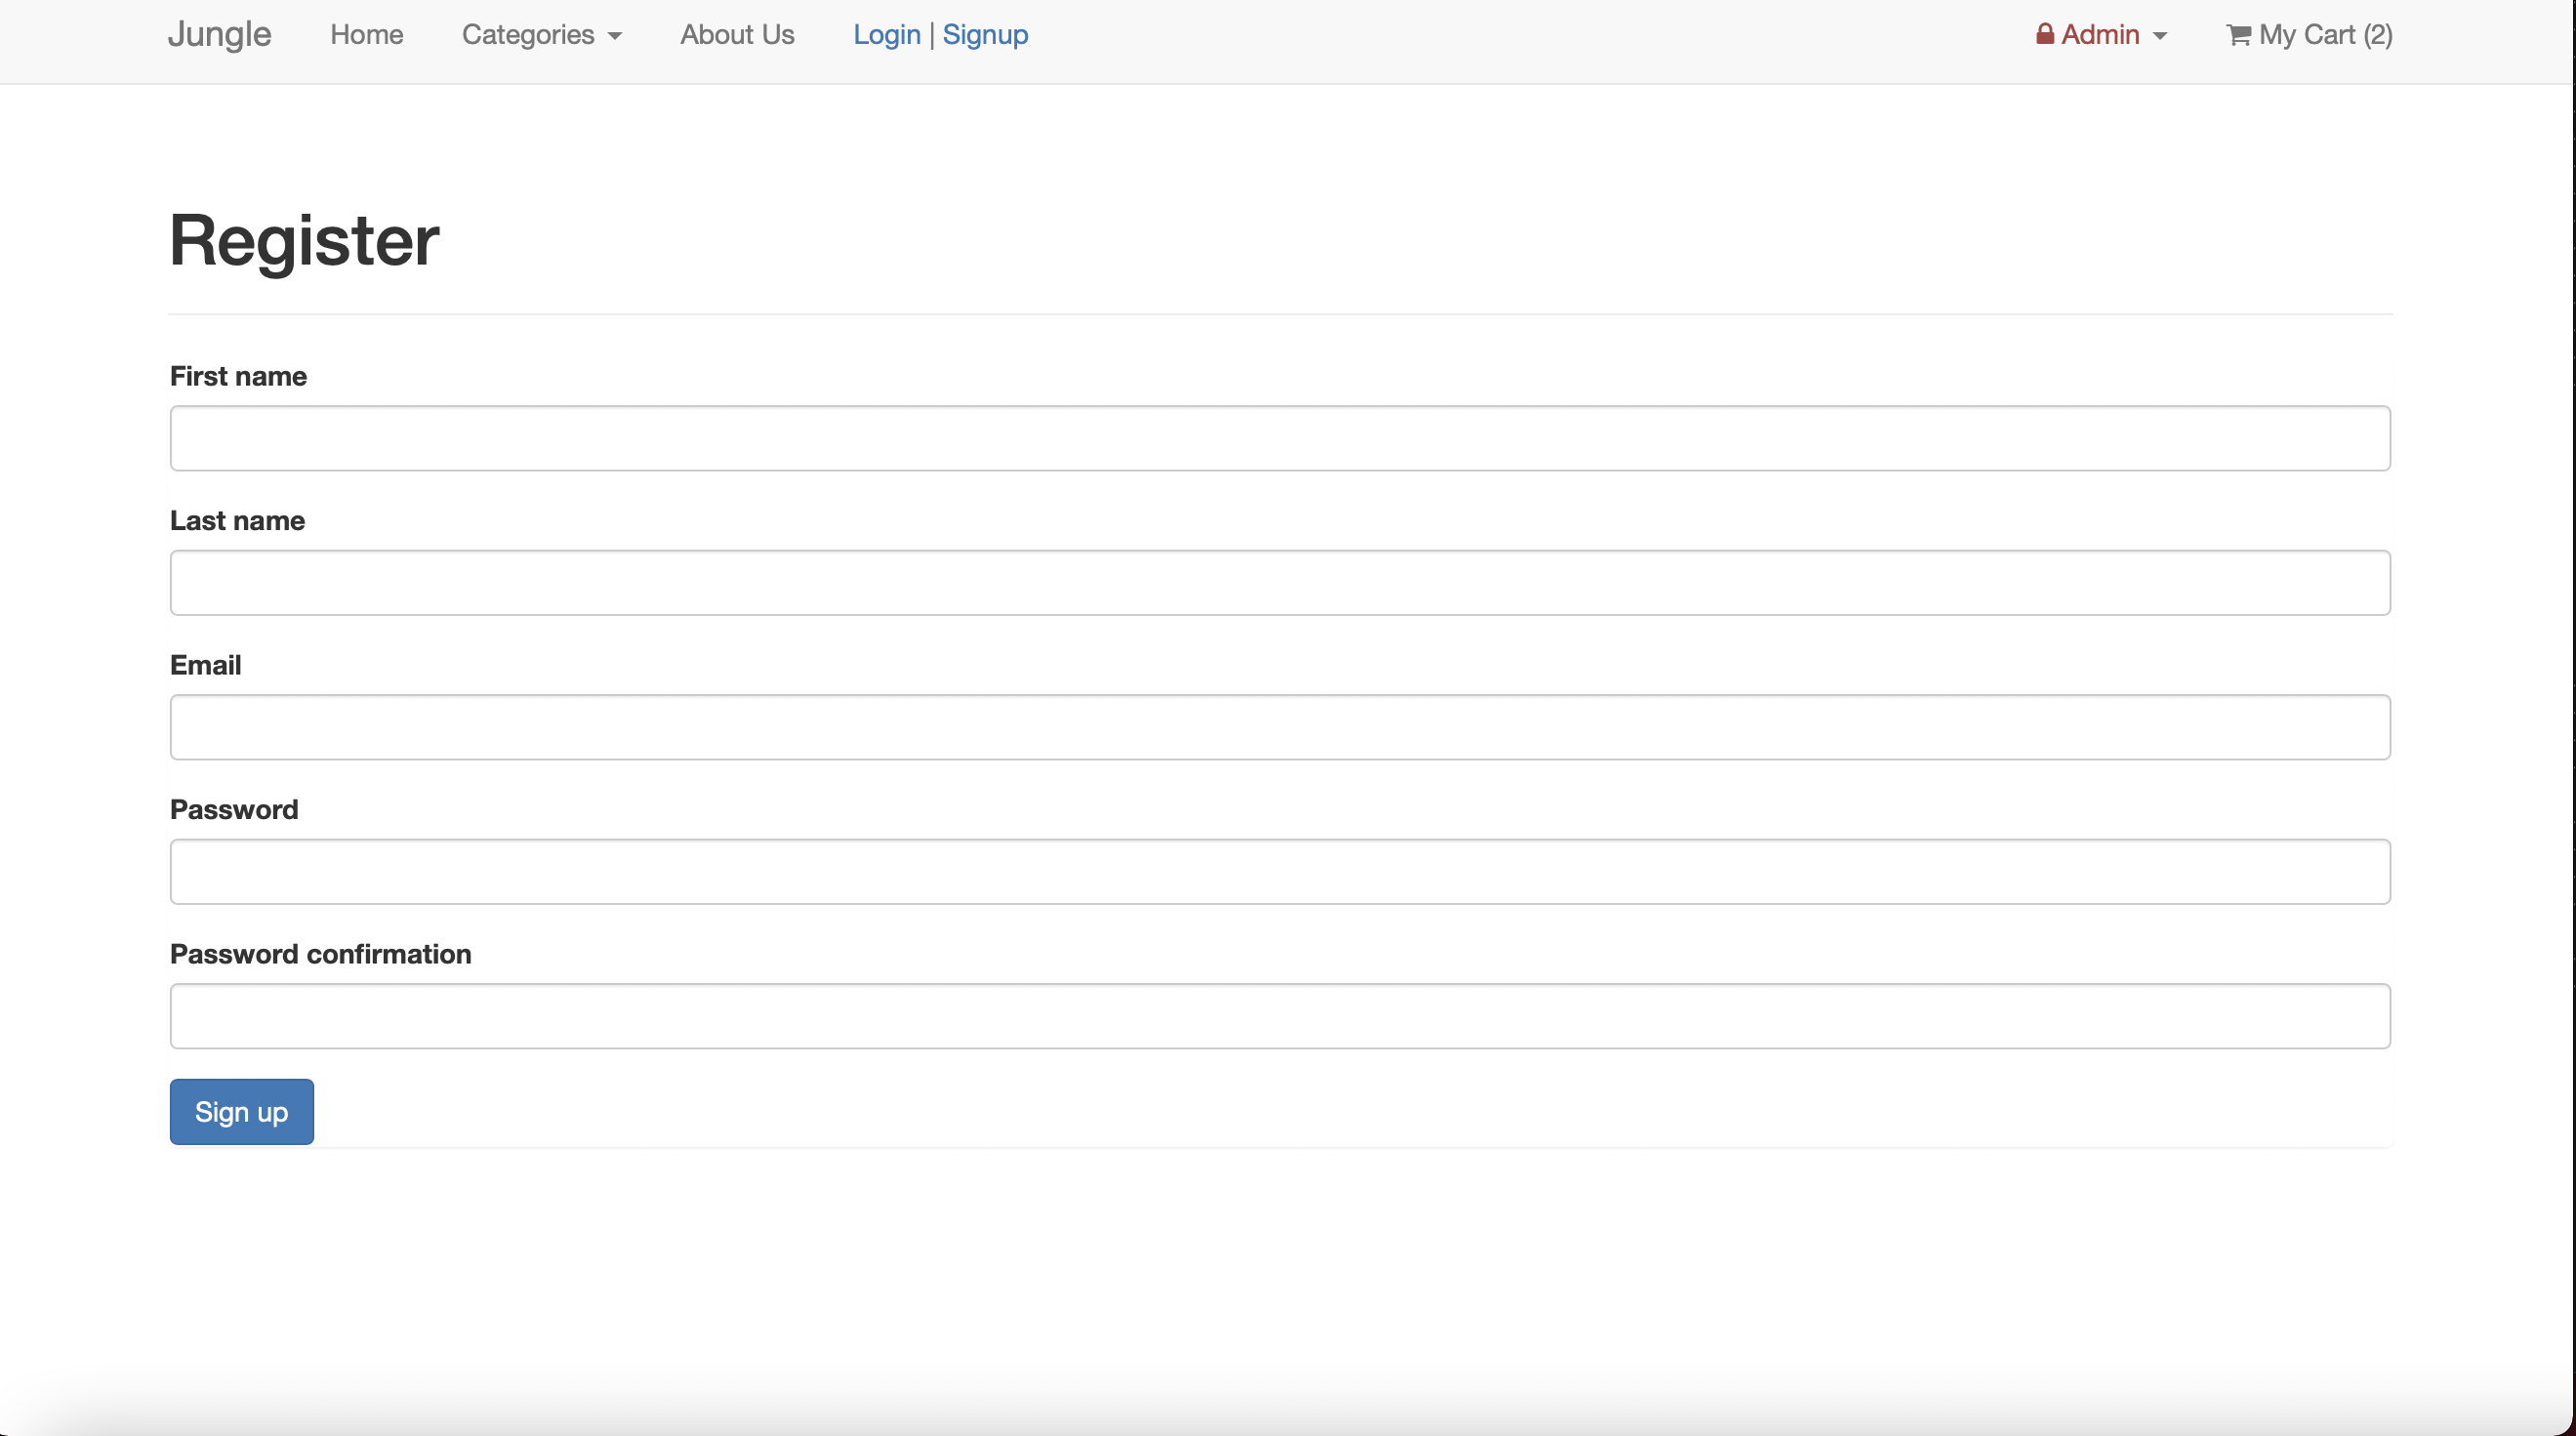 Jungle Home Categories About Us Login | Signup Admin My Cart (2)
Register
First name
Last name
Email
Password
Password confirmation
Sign up